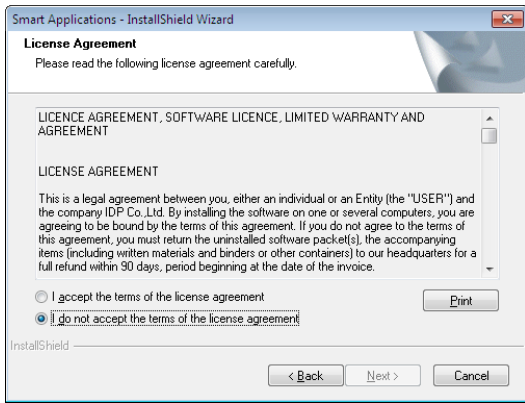 Smart Applications - InstallShield Wizard
License Agreement
Please read the following license agreement carefully.
LICENCE AGREEMENT, SOFTWARE LICENCE, LIMITED WARRANTY AND
AGREEMENT
LICENSE AGREEMENT
This is a legal agreement between you, either an individual or an Entity (the "USER") and
the company IDP Co.,Ltd. By installing the software on one or several computers, you are
agreeing to be bound by the terms of this agreement. If you do not agree to the terms of
this agreement, you must return the uninstalled software packet(s), the accompanying
items (including written materials and binders or other containers) to our headquarters for a
full refund within 90 days, period beginning at the date of the invoice.
I accept the terms of the license agreement
Print
I do not accept the terms of the license agreement
InstallShield
< Back Next > Cancel